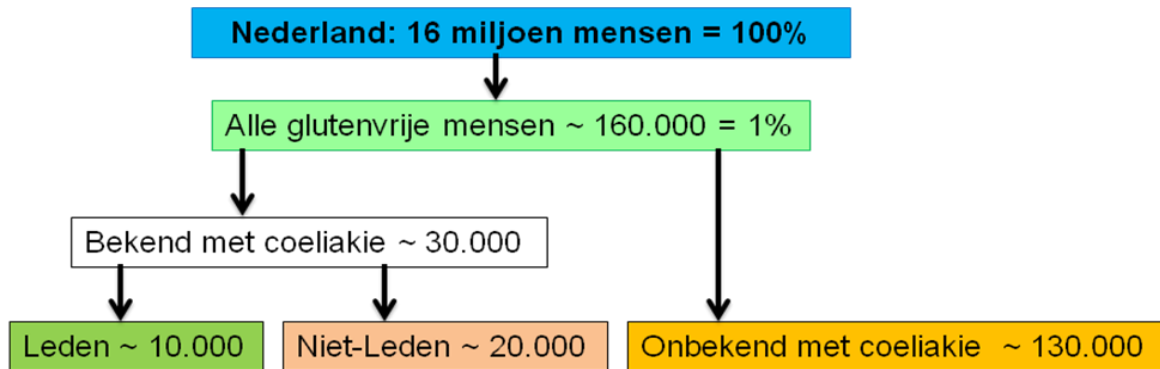 Nederland: 16 miljoen mensen = 100%
Alle glutenvrije mensen ~ 160.000 = 1%
Bekend met coeliakie ~ 30.000
Leden ~ 10.000
Niet-Leden ~ 20.000
Onbekend met coeliakie ~ 130.000